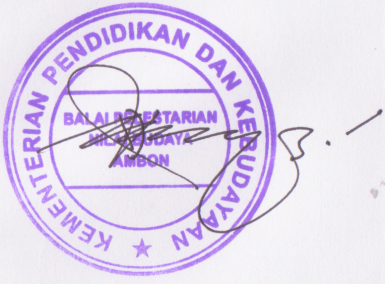 KEMENTERIAN PENDIDIKAN DAN KEBUDAYAAN
BALAI PELESTARIAN
NILAI BUDAYA
AMBON